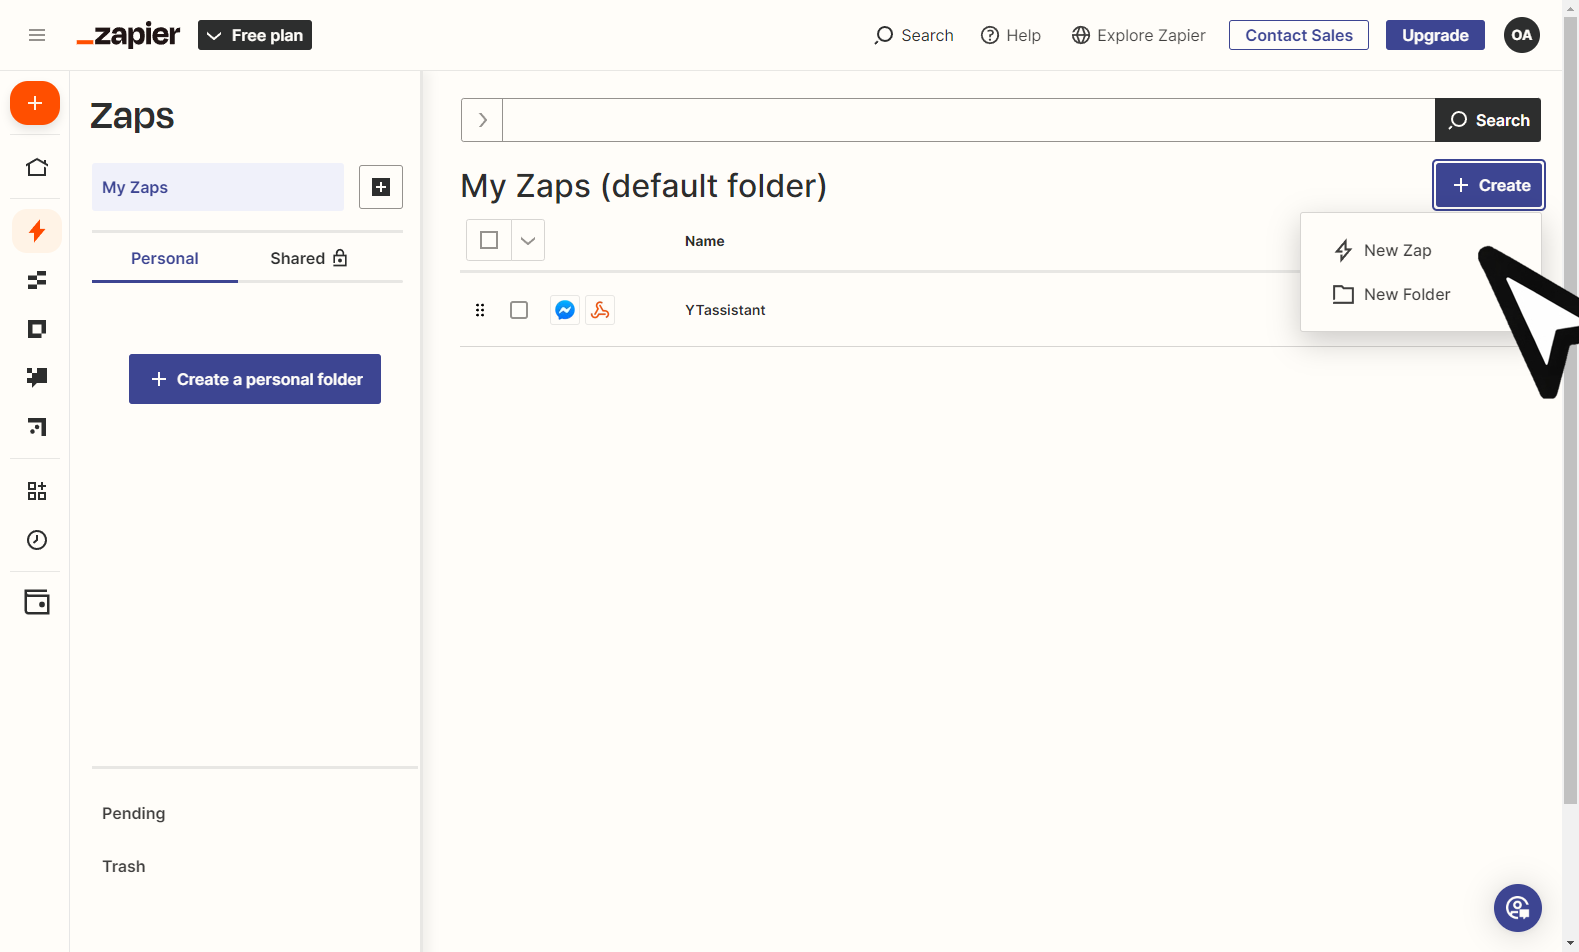 zapier
Free plan
Search
Help
Explore Zapier
Contact Sales
Upgrade
OA
Zaps
My Zaps
Personal
Shared
Create a personal folder
Pending
Trash
Search
My Zaps (default folder)
Create
New Zap
New Folder
Name
YTassistant